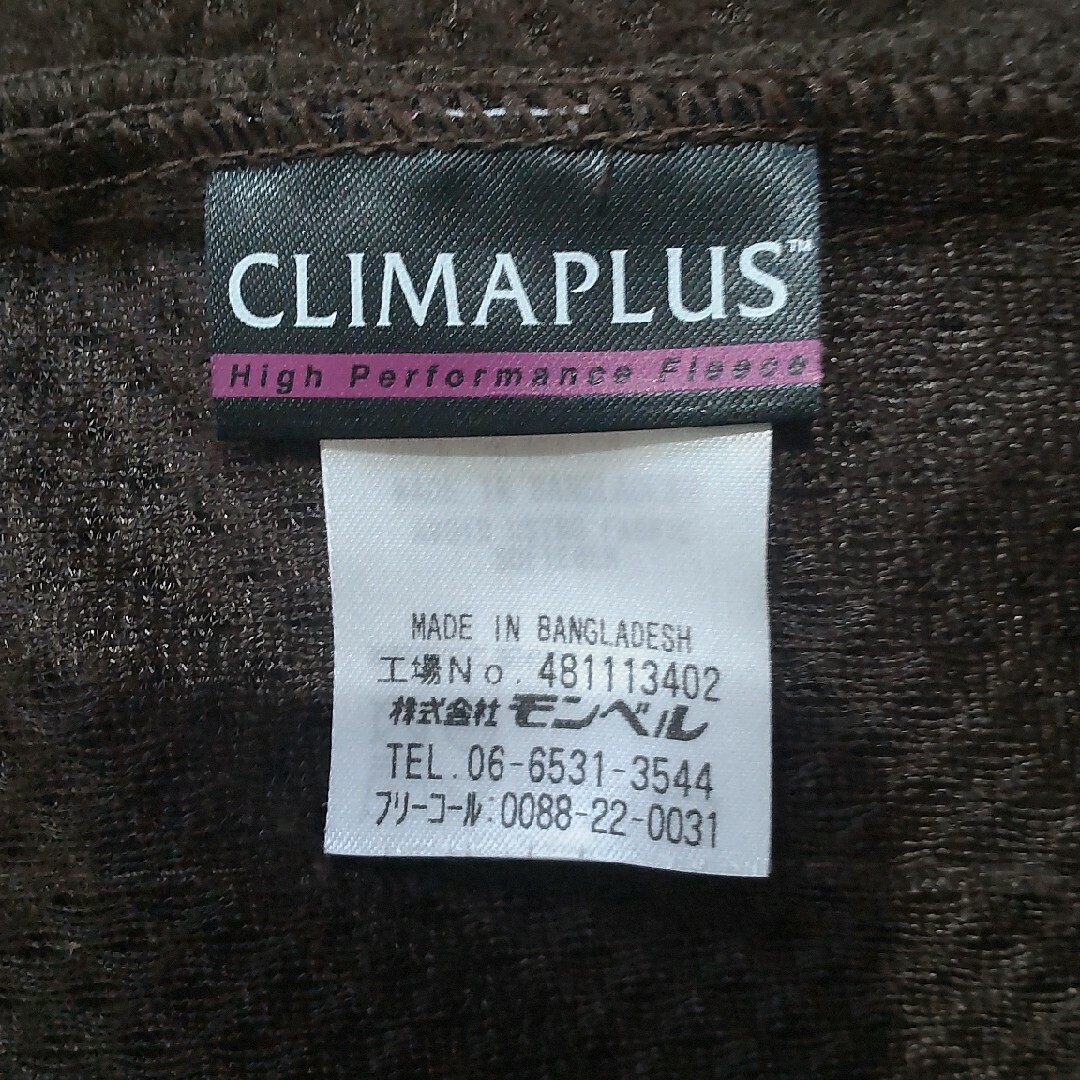 CLIMAPLUS™
High Performance Fleece
MADE IN BANGLADESH
工場No. 481113402
株式会社 モンベル
TEL. 06-6531-3544
フリーコール:0088-22-0031